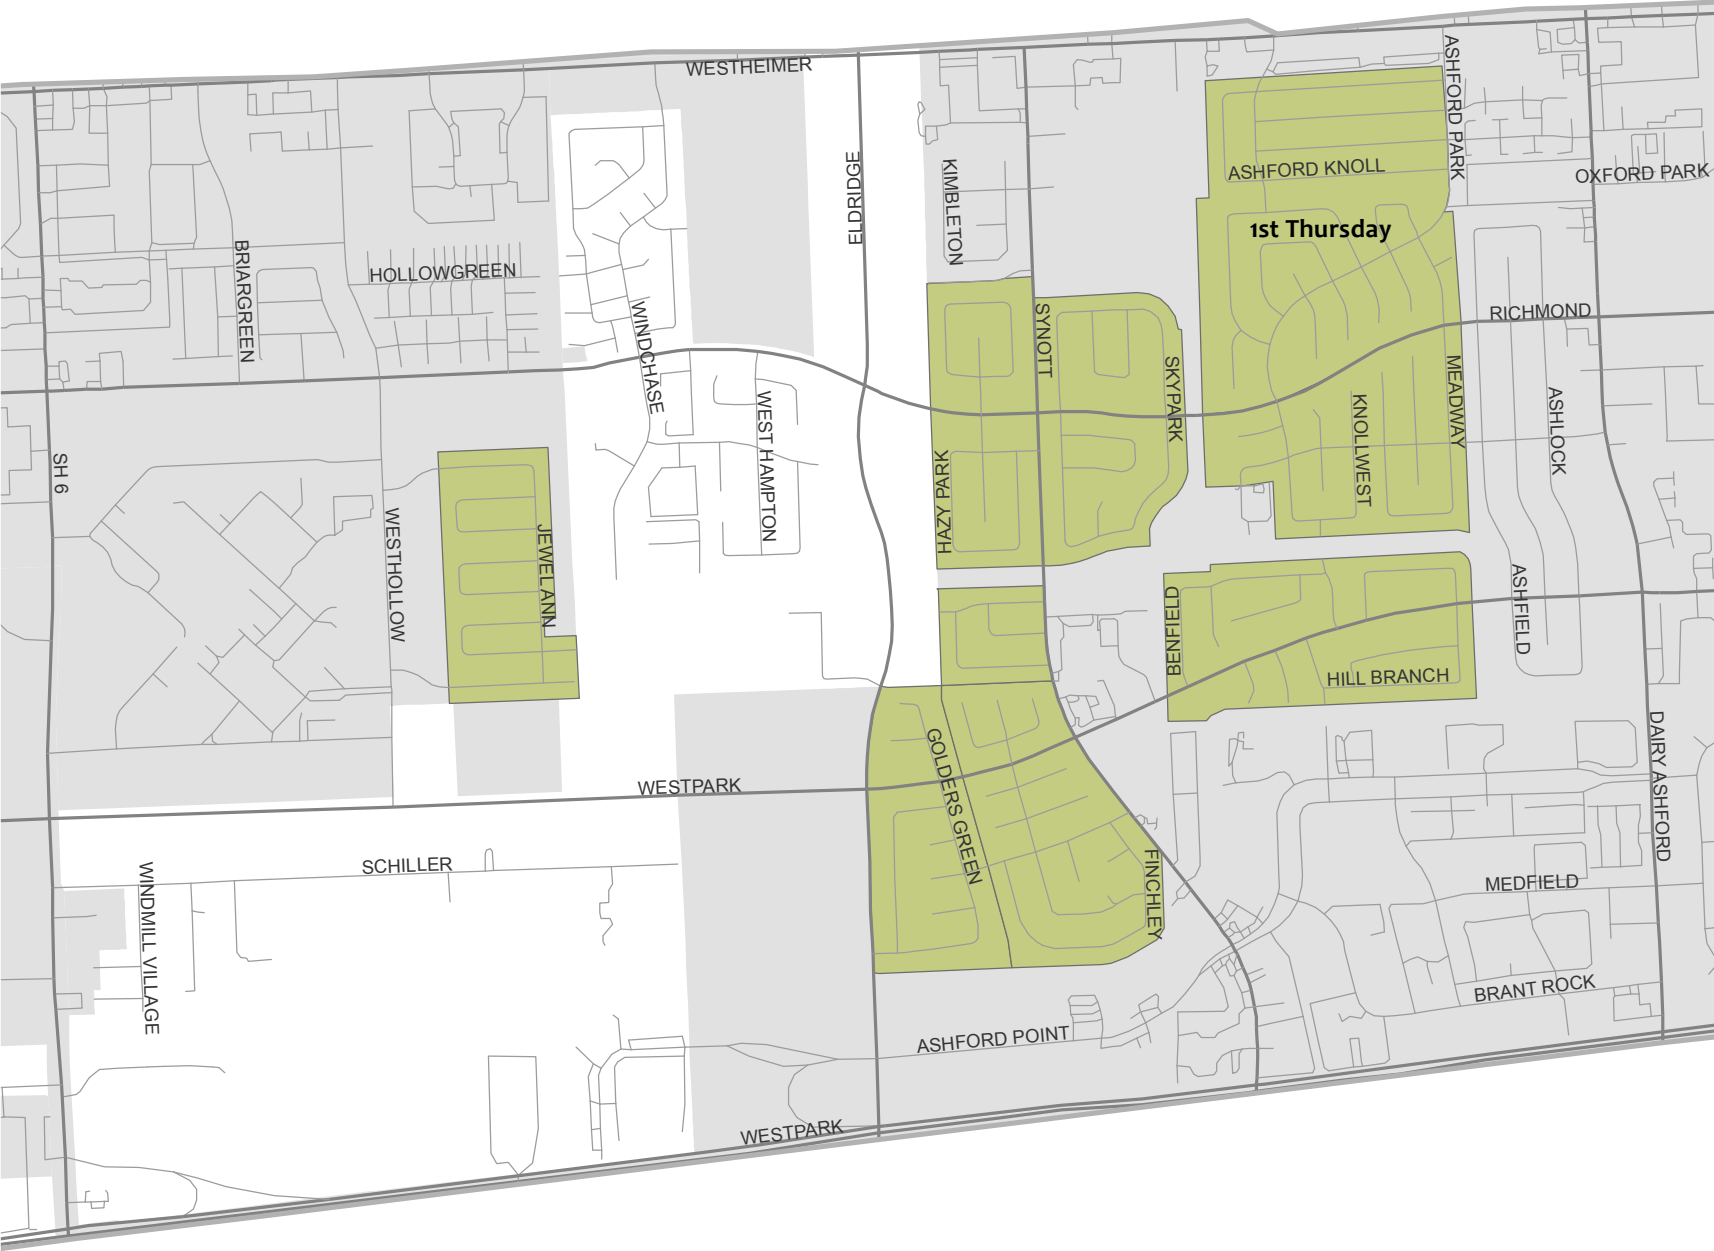 WESTHEIMER
ASHFORD PARK
ELDRIDGE
KIMBLETON
ASHFORD KNOLL
OXFORD PARK
1st Thursday
BRIARGREEN
HOLLOWGREEN
WINDCHASE
SYNOTT
RICHMOND
SKYPARK
MEADWAY
WEST HAMPTON
KNOLLWEST
ASHLOCK
SH 6
HAZY PARK
WESTHOLLOW
JEWEL ANN
ASHFIELD
BENFIELD
HILL BRANCH
GOLDERS GREEN
DAIRY ASHFORD
WESTPARK
SCHILLER
FINCHLEY
MEDFIELD
WINDMILL VILLAGE
BRANT ROCK
ASHFORD POINT
WESTPARK